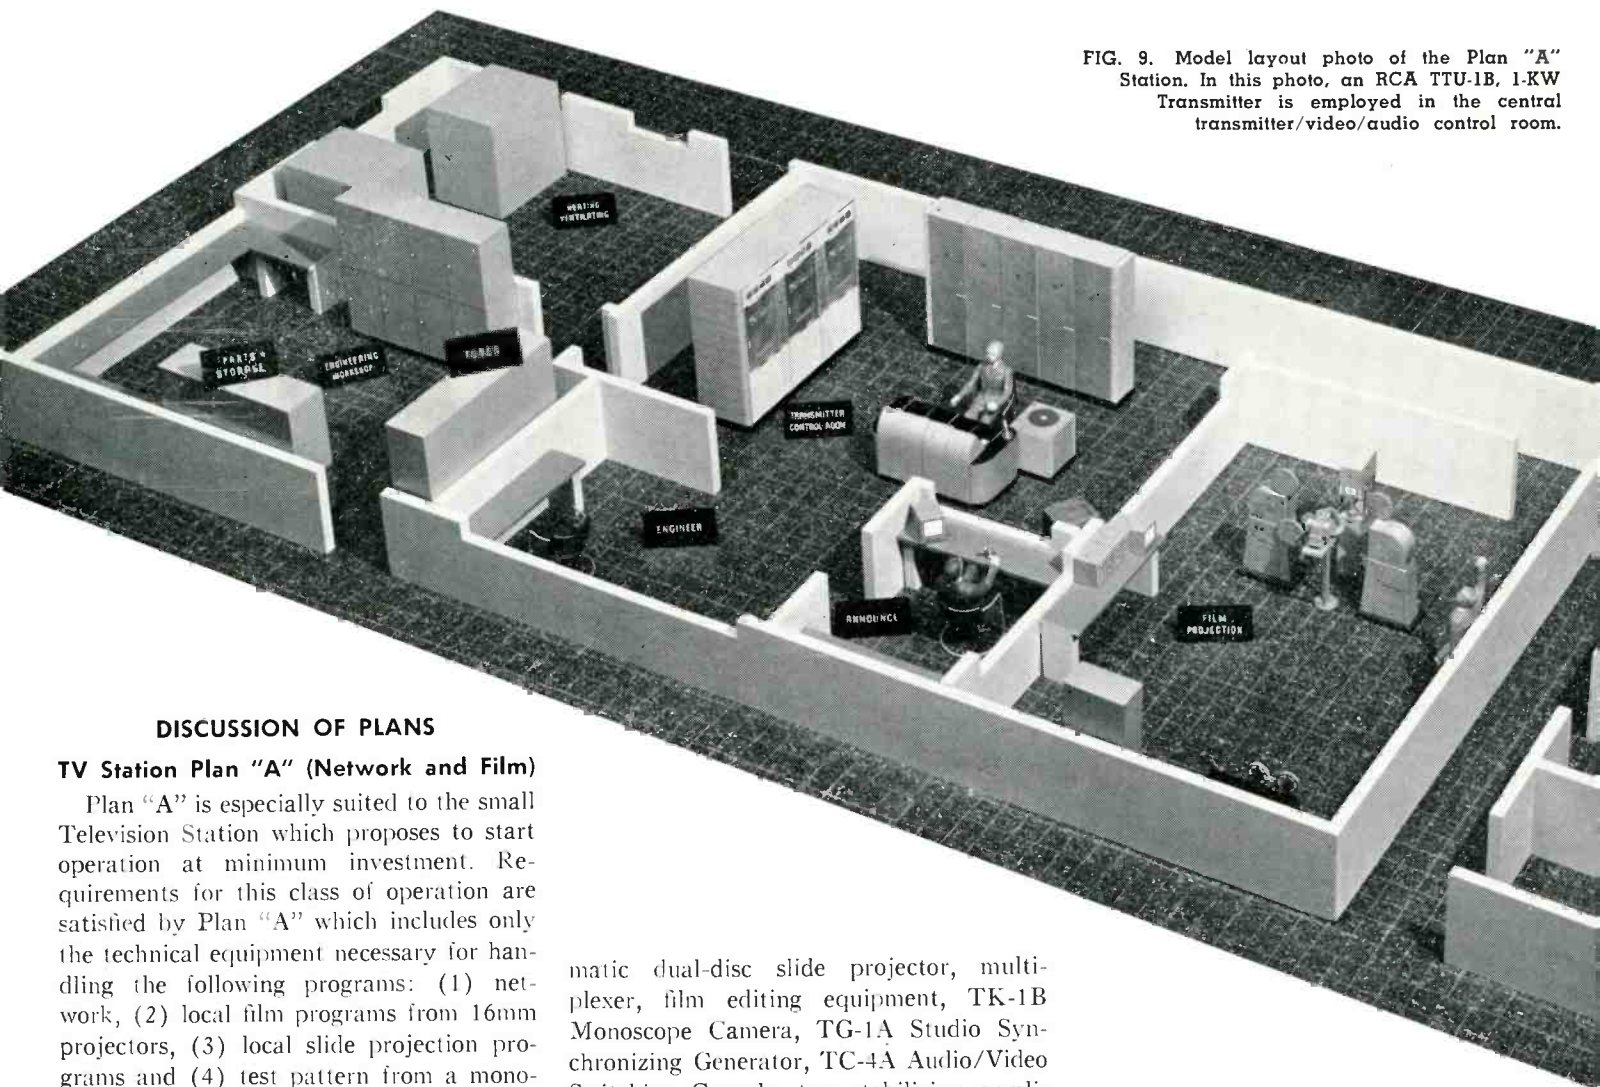 FIG. 9. Model layout photo of the Plan "A"
Station. In this photo, an RCA TTU-1B, 1-KW
Transmitter is employed in the central
transmitter/video/audio control room.
HEATING
VENTILATING
PARTS
STORAGE
ENGINEERING
WORKSHOP
TRANSMITTER
CONTROL ROOM
ENGINEER
ANNOUNCE
FILM
PROJECTION
DISCUSSION OF PLANS
TV Station Plan "A" (Network and Film)
Plan "A" is especially suited to the small
Television Station which proposes to start
operation at minimum investment. Re-
quirements for this class of operation are
satisfied by Plan "A" which includes only
the technical equipment necessary for han-
dling the following programs: (1) net-
work, (2) local film programs from 16mm
projectors, (3) local slide projection pro-
grams and (4) test pattern from a mono-
matic dual-disc slide projector, multi-
plexer, film editing equipment, TK-1B
Monoscope Camera, TG-1A Studio Syn-
chronizing Generator, TC-4A Audio/Video